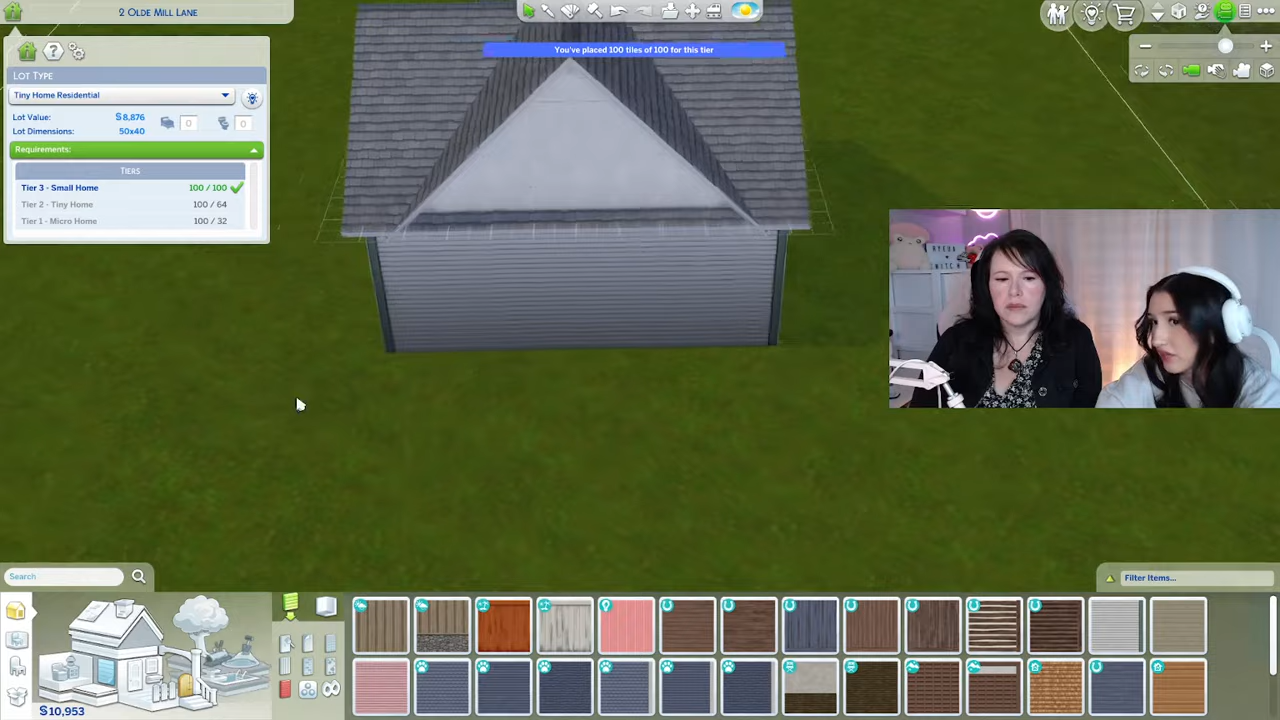 2 OLDE MILL LANE
You've placed 100 tiles of 100 for this tier
LOT TYPE
Tiny Home Residential
Lot Value: §8,876
0
0
Lot Dimensions: 50x40
Requirements:
TIERS
Tier 3 - Small Home 100 / 100
Tier 2 - Tiny Home 100 / 64
Tier 1 - Micro Home 100 / 32
Search
Filter Items...
§10,953